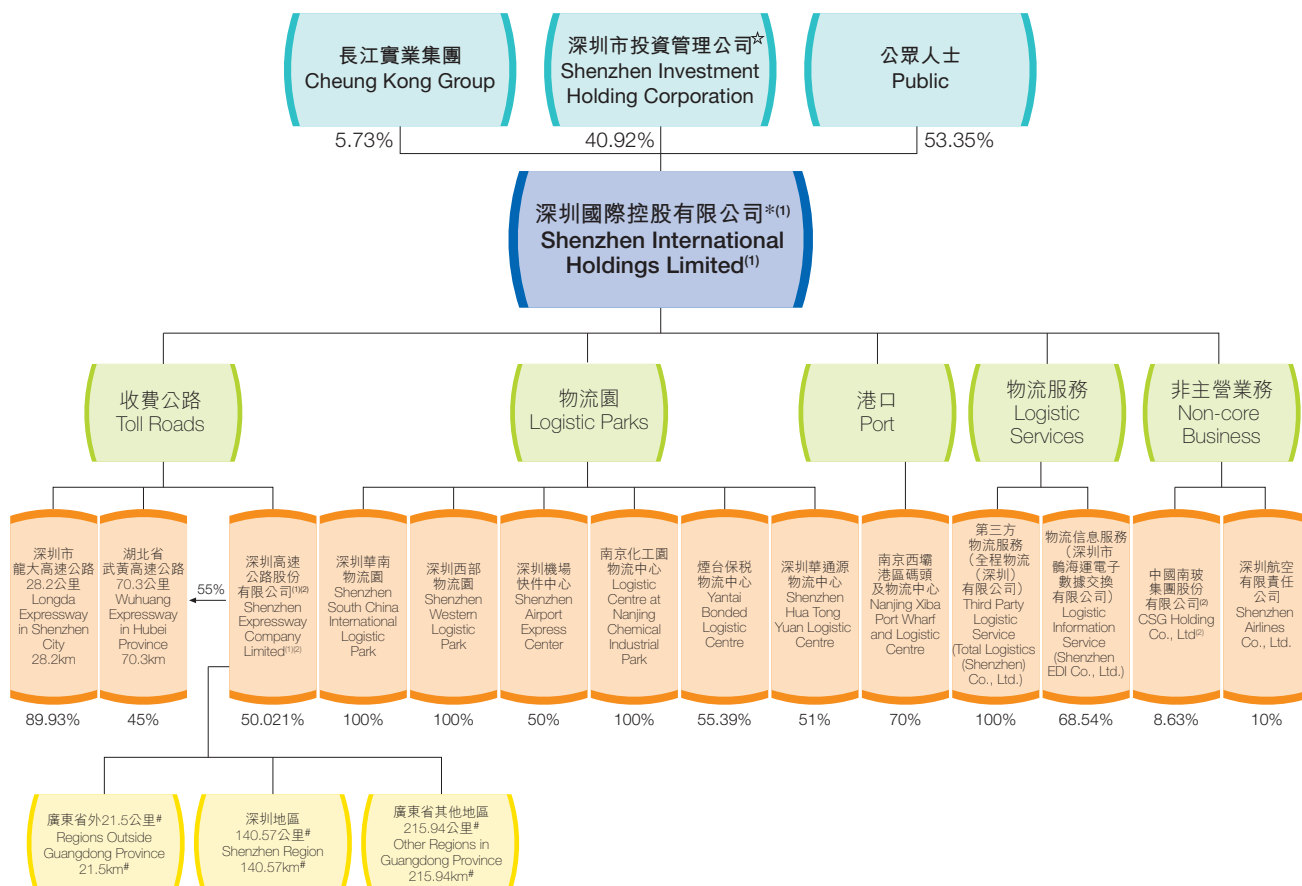 長江實業集團
Cheung Kong Group
深圳市投資管理公司☆
Shenzhen Investment
Holding Corporation
公眾人士
Public
5.73%
40.92%
53.35%
深圳國際控股有限公司*(1)
Shenzhen International
Holdings Limited(1)
收費公路
Toll Roads
物流園
Logistic Parks
港口
Port
物流服務
Logistic
Services
非主營業務
Non-core
Business
深圳市
龍大高速公路
28.2公里
Longda
Expressway
in Shenzhen
City
28.2km
湖北省
武黃高速公路
70.3公里
Wuhuang
Expressway
in Hubei
Province
70.3km
55%
深圳高速
公路股份
有限公司(1)(2)
Shenzhen
Expressway
Company
Limited(1)(2)
深圳華南
物流園
Shenzhen
South China
International
Logistic
Park
深圳西部
物流園
Shenzhen
Western
Logistic
Park
深圳機場
快件中心
Shenzhen
Airport
Express
Center
南京化工園
物流中心
Logistic
Centre at
Nanjing
Chemical
Industrial
Park
煙台保稅
物流中心
Yantai
Bonded
Logistic
Centre
深圳華通源
物流中心
Shenzhen
Hua Tong
Yuan Logistic
Centre
南京西壩
港區碼頭
及物流中心
Nanjing Xiba
Port Wharf
and Logistic
Centre
第三方
物流服務
（全程物流
（深圳）
有限公司）
Third Party
Logistic
Service
(Total Logistics
(Shenzhen)
Co., Ltd.)
物流信息服務
（深圳市
鵬海運電子
數據交換
有限公司）
Logistic
Information
Service
(Shenzhen
EDI Co., Ltd.)
中國南玻
集團股份
有限公司(2)
CSG Holding
Co., Ltd(2)
深圳航空
有限責任
公司
Shenzhen
Airlines
Co., Ltd.
89.93%
45%
50.021%
100%
100%
50%
100%
55.39%
51%
70%
100%
68.54%
8.63%
10%
廣東省外21.5公里#
Regions Outside
Guangdong Province
21.5km#
深圳地區
140.57公里#
Shenzhen Region
140.57km#
廣東省其他地區
215.94公里#
Other Regions in
Guangdong Province
215.94km#